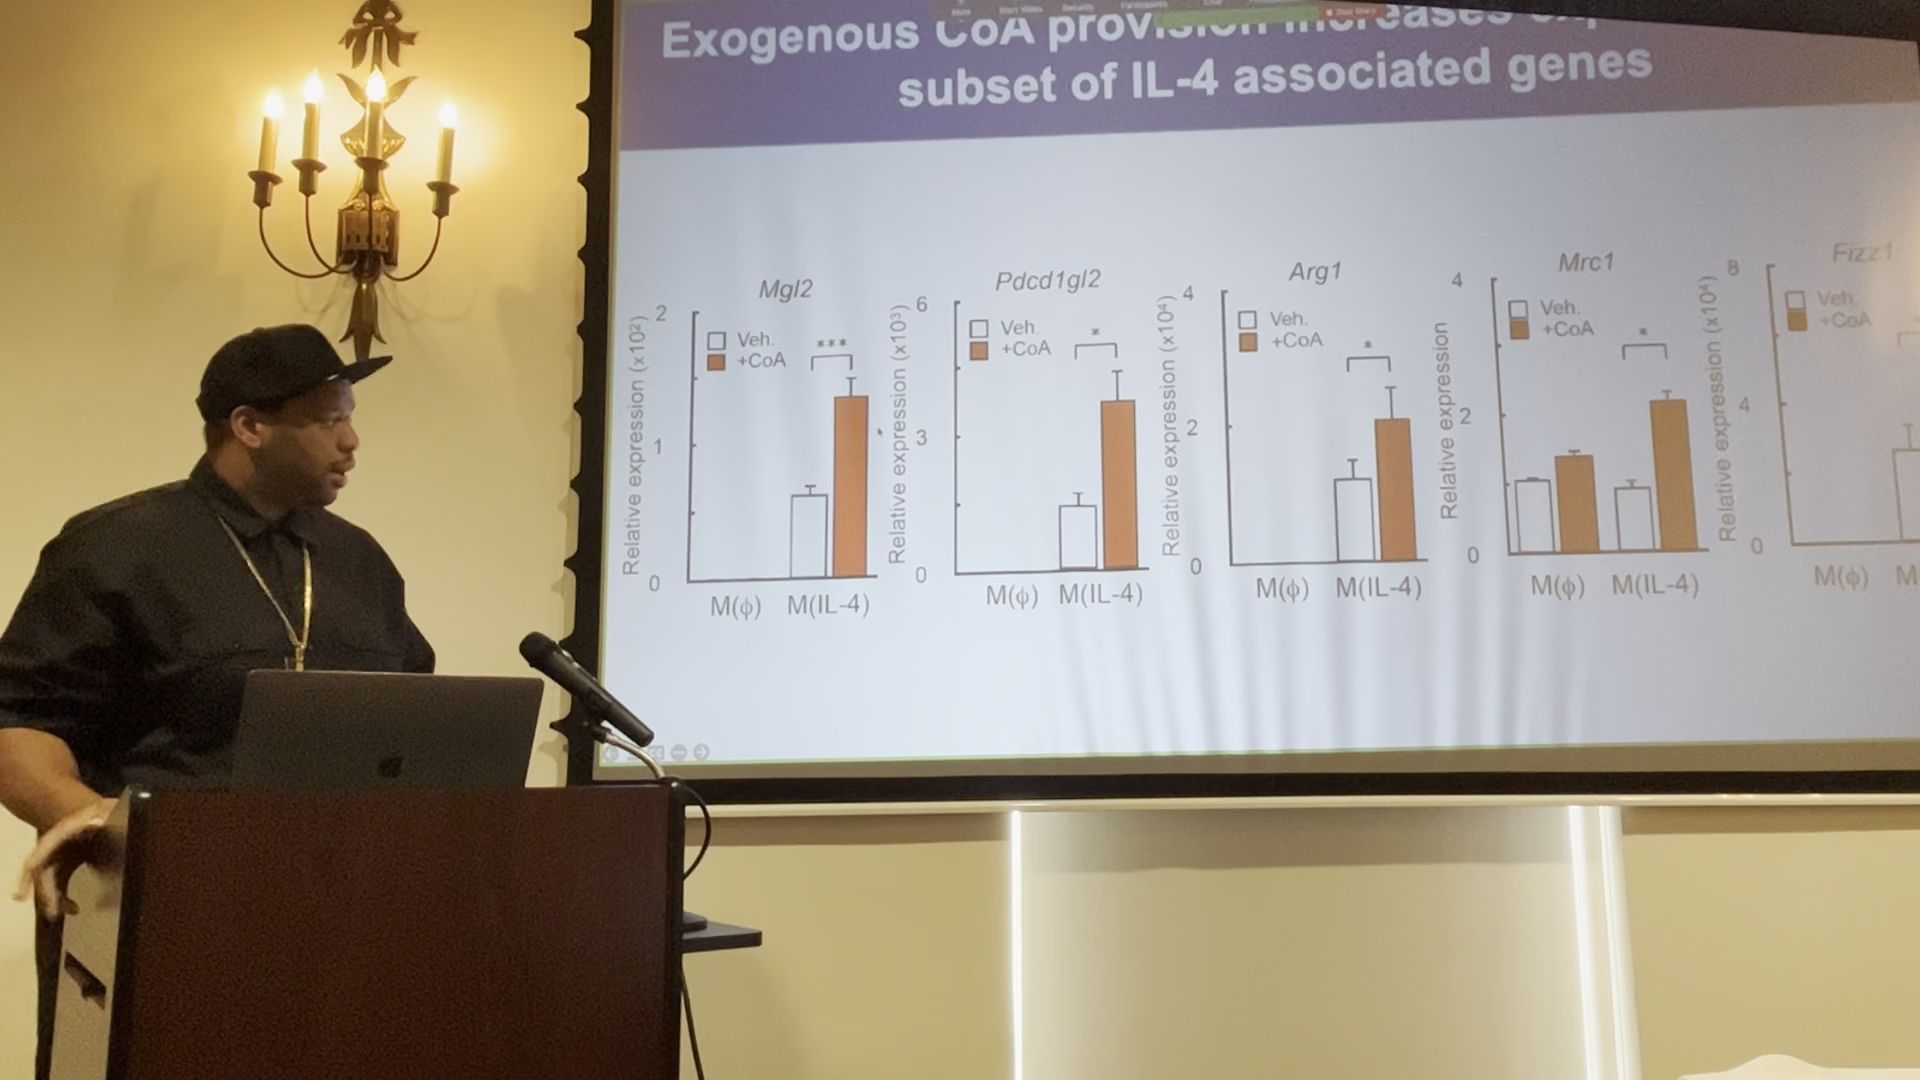 Exogenous CoA provision increases
subset of IL-4 associated genes
Mgl2
Relative expression (x10²)
2
1
0
Veh.
+CoA
***
M(ϕ) M(IL-4)
Pdcd1gl2
Relative expression (x10³)
6
3
0
Veh.
+CoA
*
M(ϕ) M(IL-4)
Arg1
Relative expression (x10⁴)
4
2
0
Veh.
+CoA
*
M(ϕ) M(IL-4)
Mrc1
Relative expression
4
2
0
Veh.
+CoA
*
M(ϕ) M(IL-4)
Fizz1
Relative expression (x10⁴)
8
4
0
Veh.
+CoA
M(ϕ) M